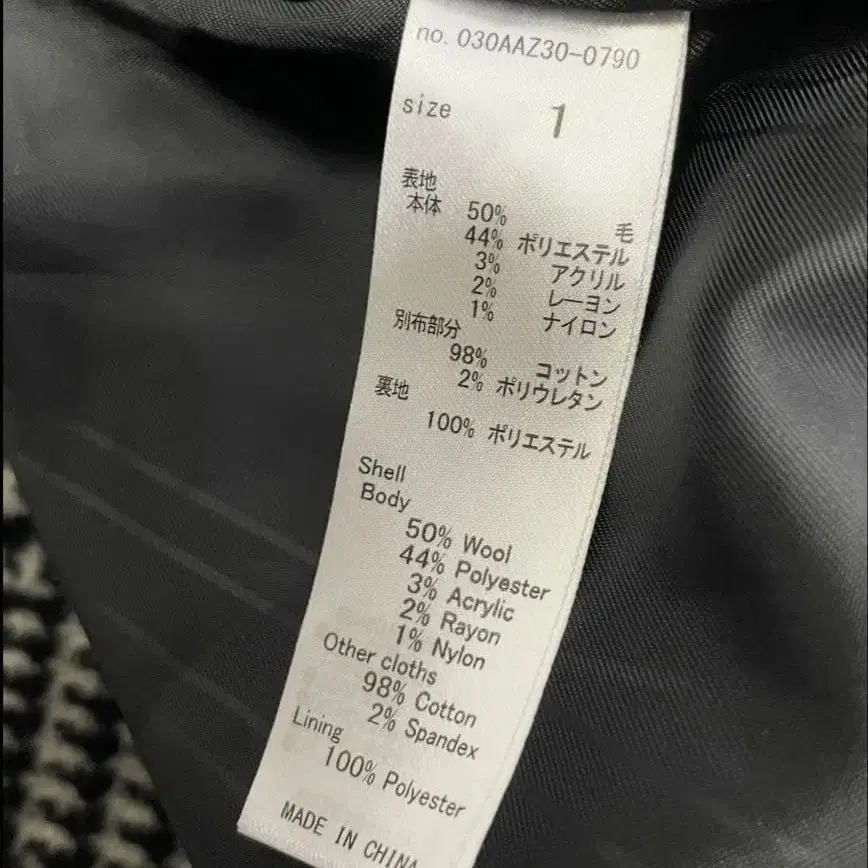 no. 030AAZ30-0790
size 1
表地
本体 50% 毛
44% ポリエステル
3% アクリル
2% レーヨン
1% ナイロン
別布部分
98% コットン
2% ポリウレタン
裏地
100% ポリエステル
Shell
Body
50% Wool
44% Polyester
3% Acrylic
2% Rayon
1% Nylon
Other cloths
98% Cotton
2% Spandex
Lining
100% Polyester
MADE IN CHINA